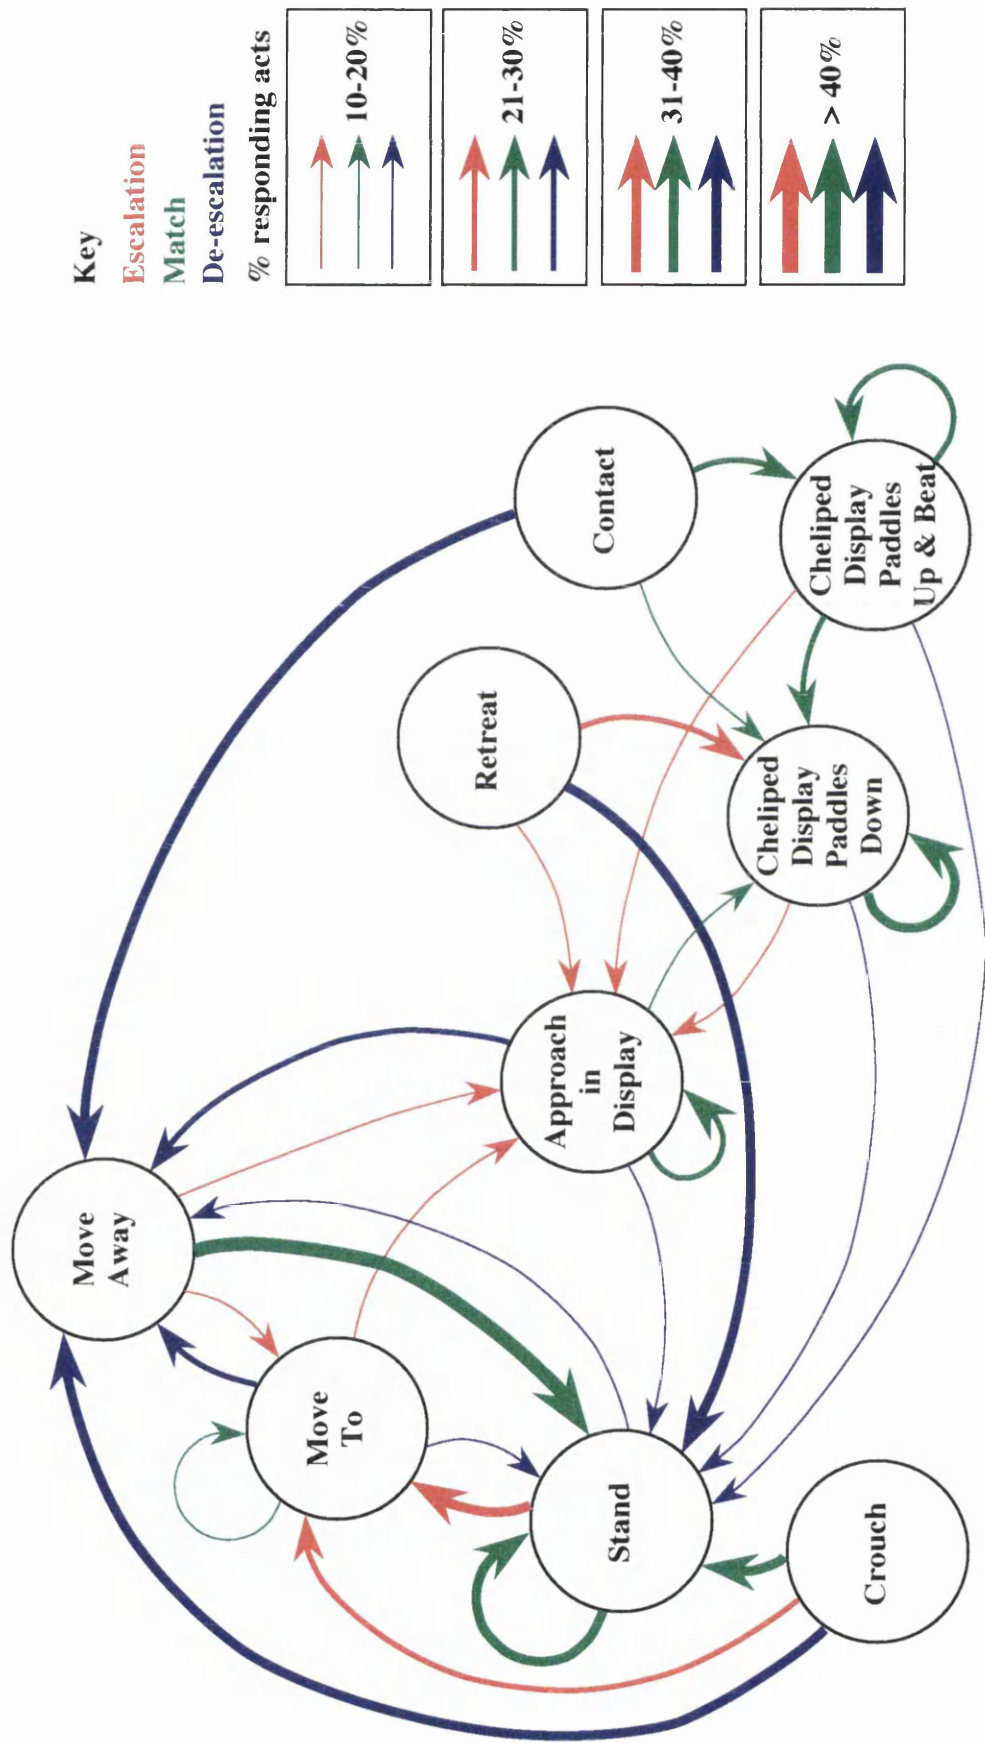 Key
Escalation
Match
De-escalation
% responding acts
10-20%
21-30%
31-40%
> 40%
Move
Away
Move
To
Stand
Crouch
Approach
in
Display
Retreat
Contact
Cheliped
Display
Paddles
Down
Cheliped
Display
Paddles
Up & Beat